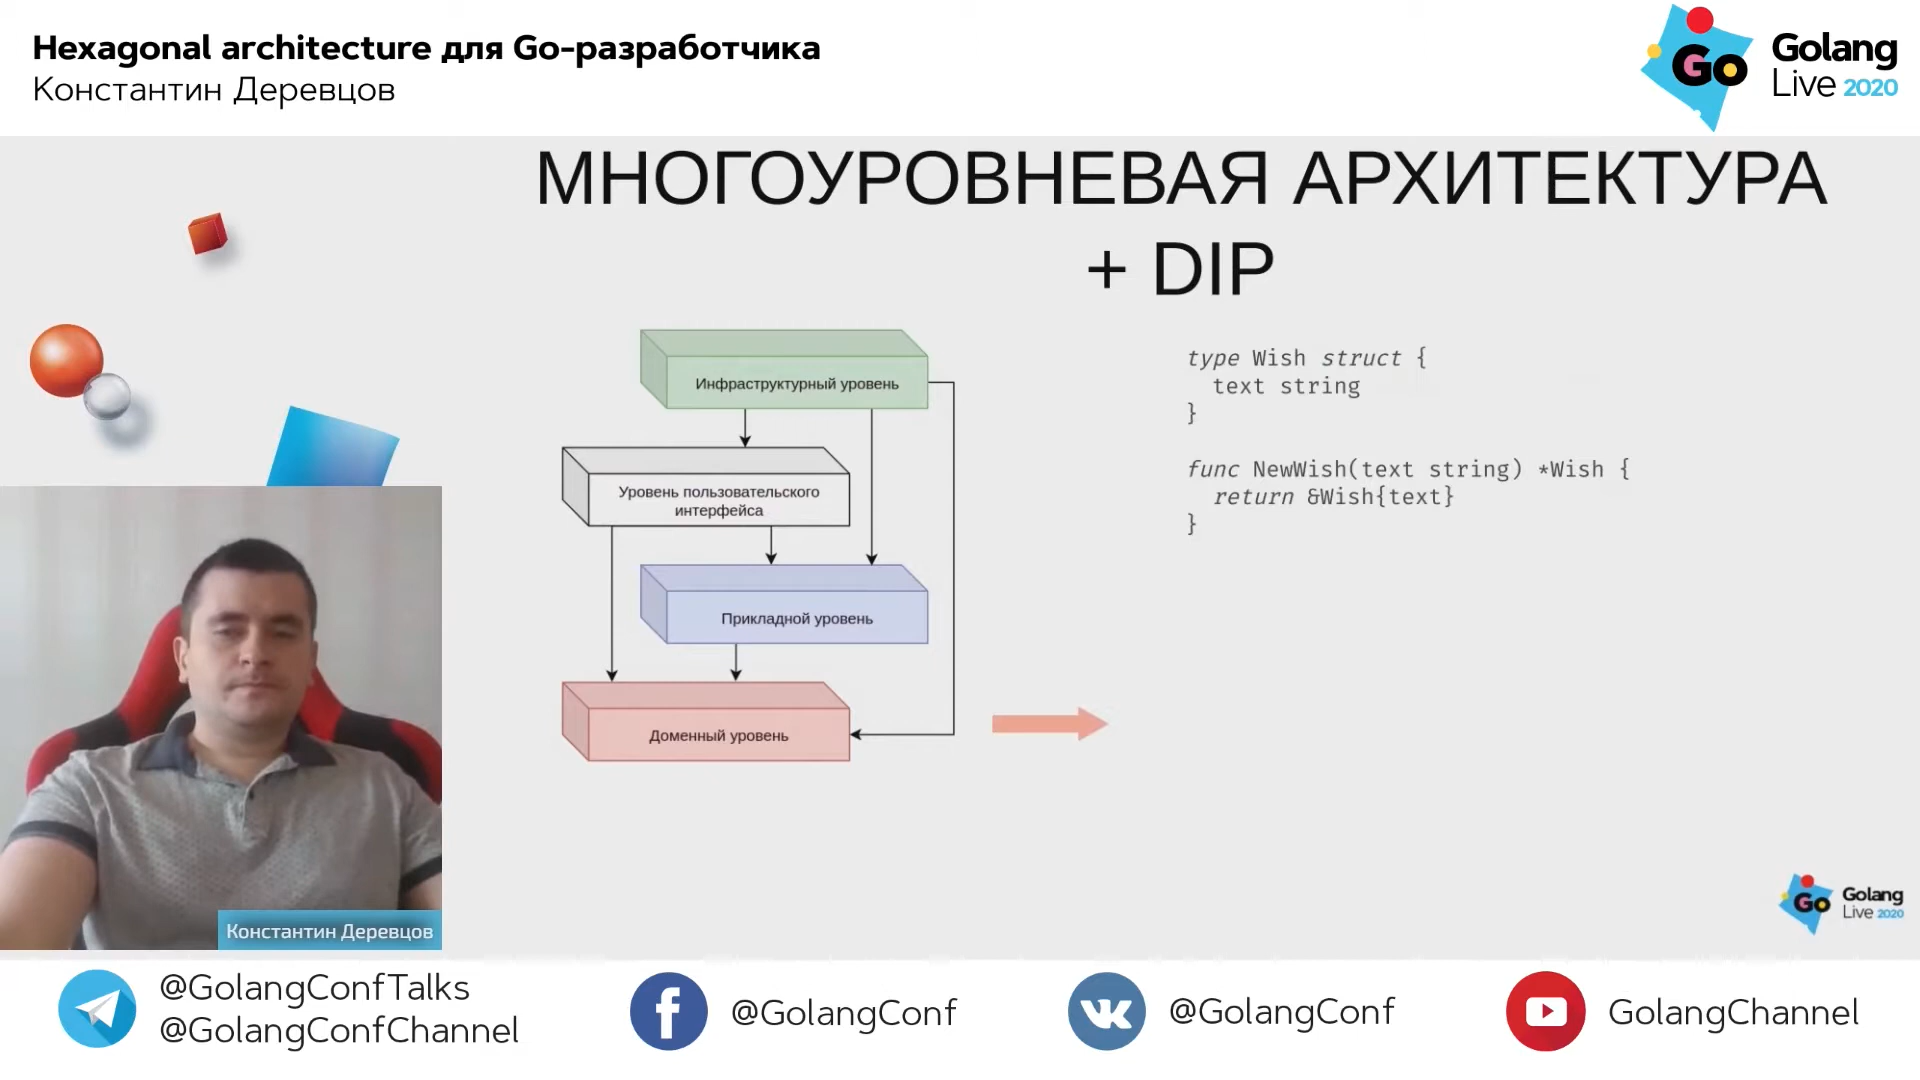 Hexagonal architecture для Go-разработчика
Константин Деревцов
Go
Golang
Live 2020
МНОГОУРОВНЕВАЯ АРХИТЕКТУРА
+ DIP
Инфраструктурный уровень
Уровень пользовательского
интерфейса
Прикладной уровень
Доменный уровень
type Wish struct {
  text string
}
func NewWish(text string) *Wish {
  return &Wish{text}
}
Константин Деревцов
Go
Golang
Live 2020
@GolangConfTalks
@GolangConfChannel
@GolangConf
@GolangConf
GolangChannel